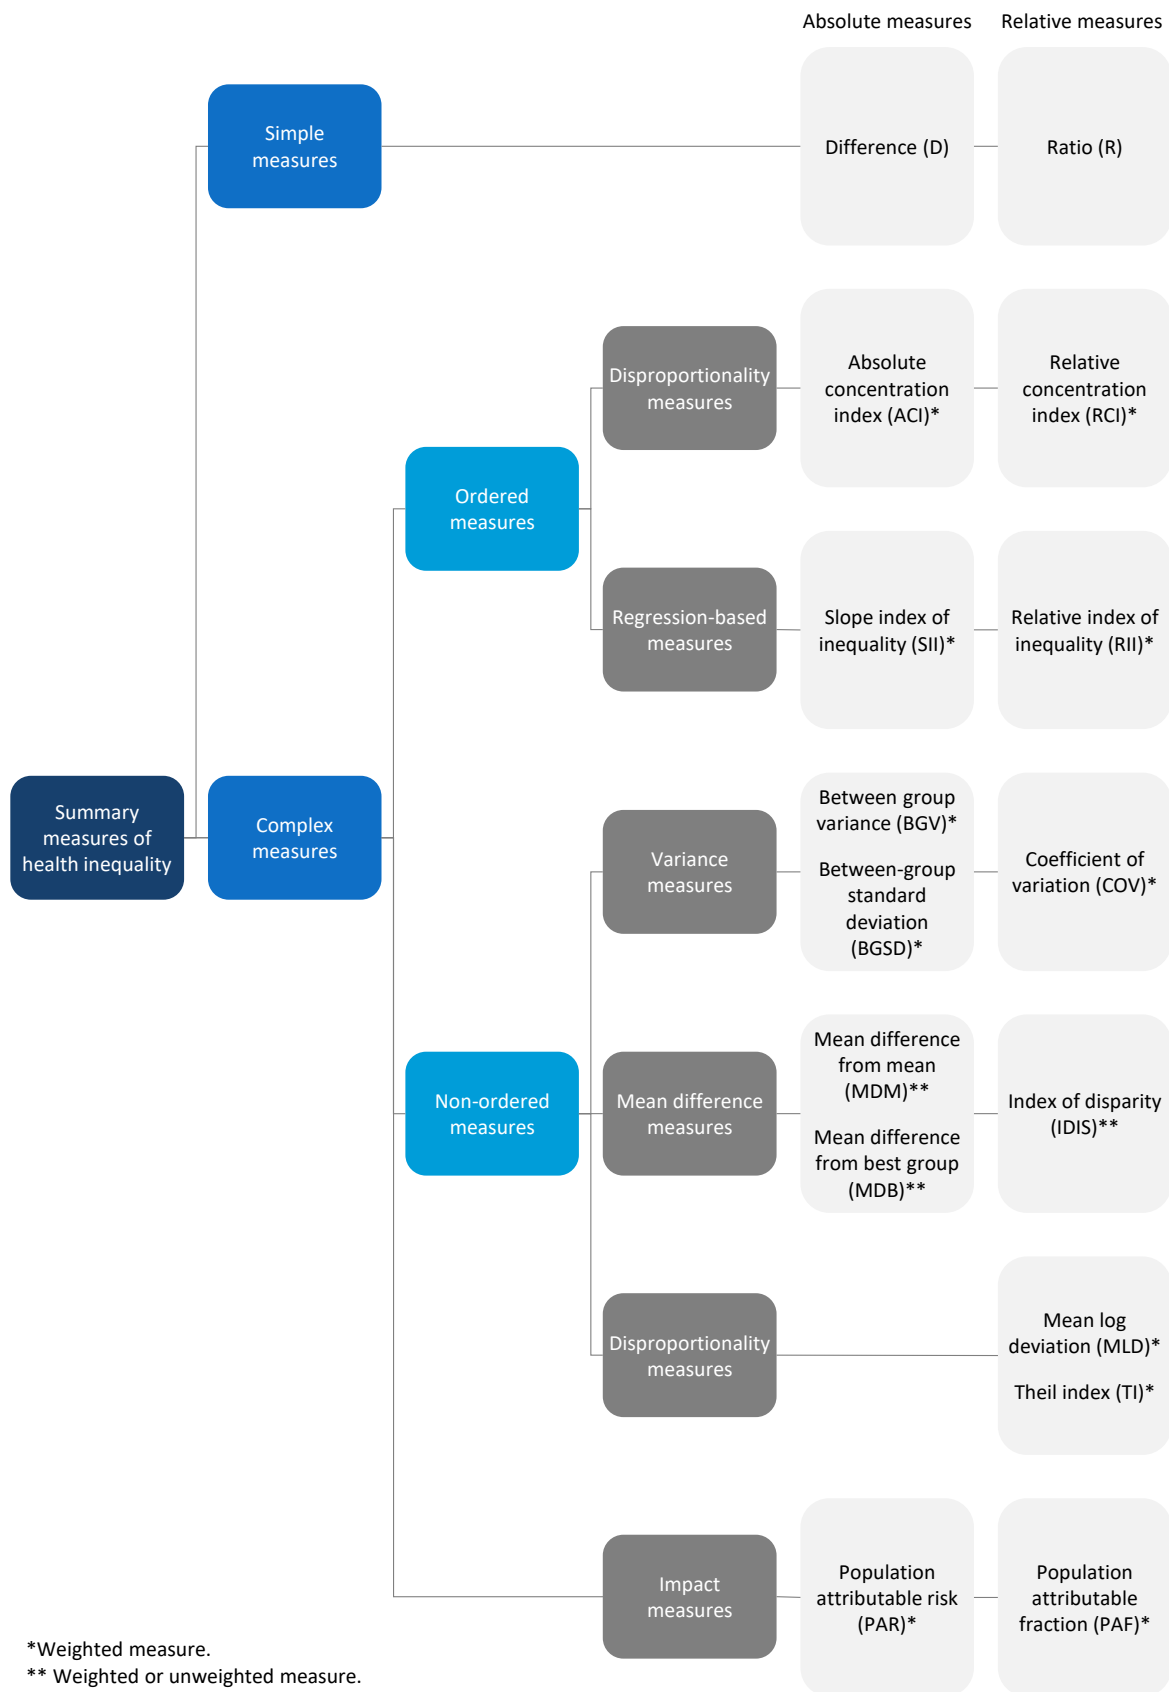 Absolute measures
Relative measures
Simple
measures
Difference (D)
Ratio (R)
Disproportionality
measures
Absolute
concentration
index (ACI)*
Relative
concentration
index (RCI)*
Ordered
measures
Regression-based
measures
Slope index of
inequality (SII)*
Relative index of
inequality (RII)*
Summary
measures of
health inequality
Complex
measures
Variance
measures
Between group
variance (BGV)*
Between-group
standard
deviation
(BGSD)*
Coefficient of
variation (COV)*
Non-ordered
measures
Mean difference
measures
Mean difference
from mean
(MDM)**
Mean difference
from best group
(MDB)**
Index of disparity
(IDIS)**
Disproportionality
measures
Mean log
deviation (MLD)*
Theil index (TI)*
Impact
measures
Population
attributable risk
(PAR)*
Population
attributable
fraction (PAF)*
*Weighted measure.
** Weighted or unweighted measure.